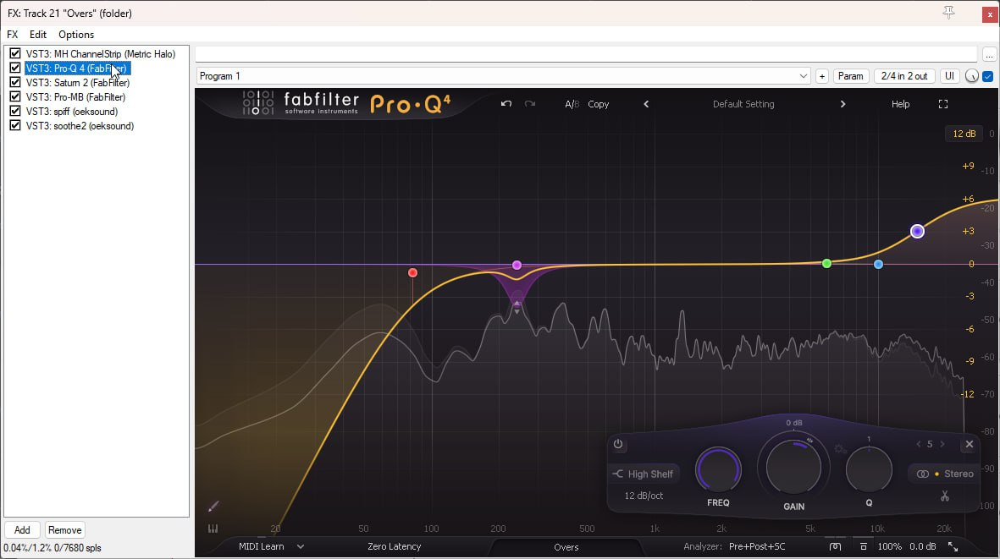 FX: Track 21 "Overs" (folder)
x
FX Edit Options
VST3: MH ChannelStrip (Metric Halo)
VST3: Pro-Q 4 (FabFilter)
VST3: Saturn 2 (FabFilter)
VST3: Pro-MB (FabFilter)
VST3: spiff (oeksound)
VST3: soothe2 (oeksound)
...
Program 1 + Param 2/4 in 2 out UI
fabfilter
software instruments
Pro·Q4
A/B Copy Default Setting Help
12 dB 0
+9 -10
+6 -20
+3 -30
0 -40
-3 -50
-6 -60
-9
-12 -70
-80
-90
-100
0 dB
1
5
High Shelf
Stereo
12 dB/oct
FREQ GAIN Q
20 50 100 200 500 1k 2k 5k 10k 20k
Add Remove
0.04%/1.2% 0/7680 spls
MIDI Learn Zero Latency Overs Analyzer: Pre+Post+SC 100% 0.0 dB